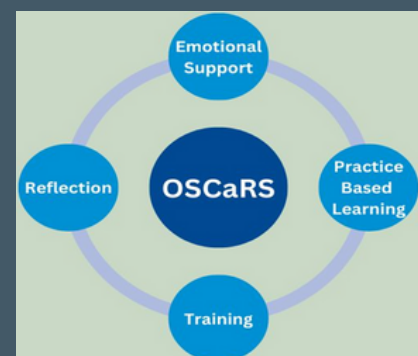 Emotional
Support
Reflection
OSCaRS
Practice
Based
Learning
Training